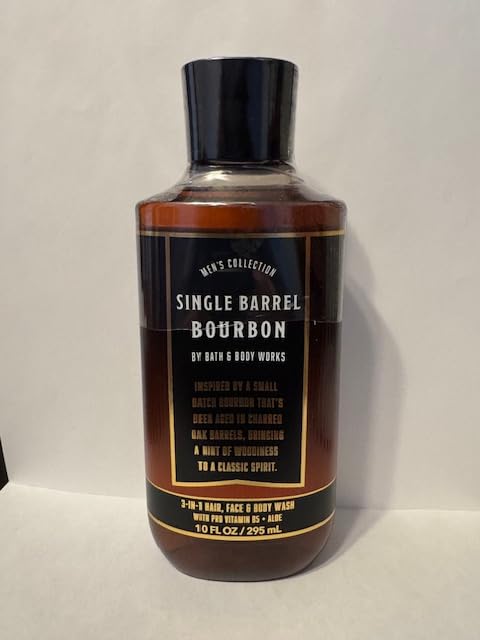 MEN'S COLLECTION
SINGLE BARREL
BOURBON
BY BATH & BODY WORKS
INSPIRED BY A SMALL
BATCH BOURBON THAT'S
BEEN AGED IN CHARRED
OAK BARRELS, BRINGING
A HINT OF WOODINESS
TO A CLASSIC SPIRIT.
3-IN-1 HAIR, FACE & BODY WASH
WITH PRO VITAMIN B5 • ALOE
10 FL OZ / 295 mL